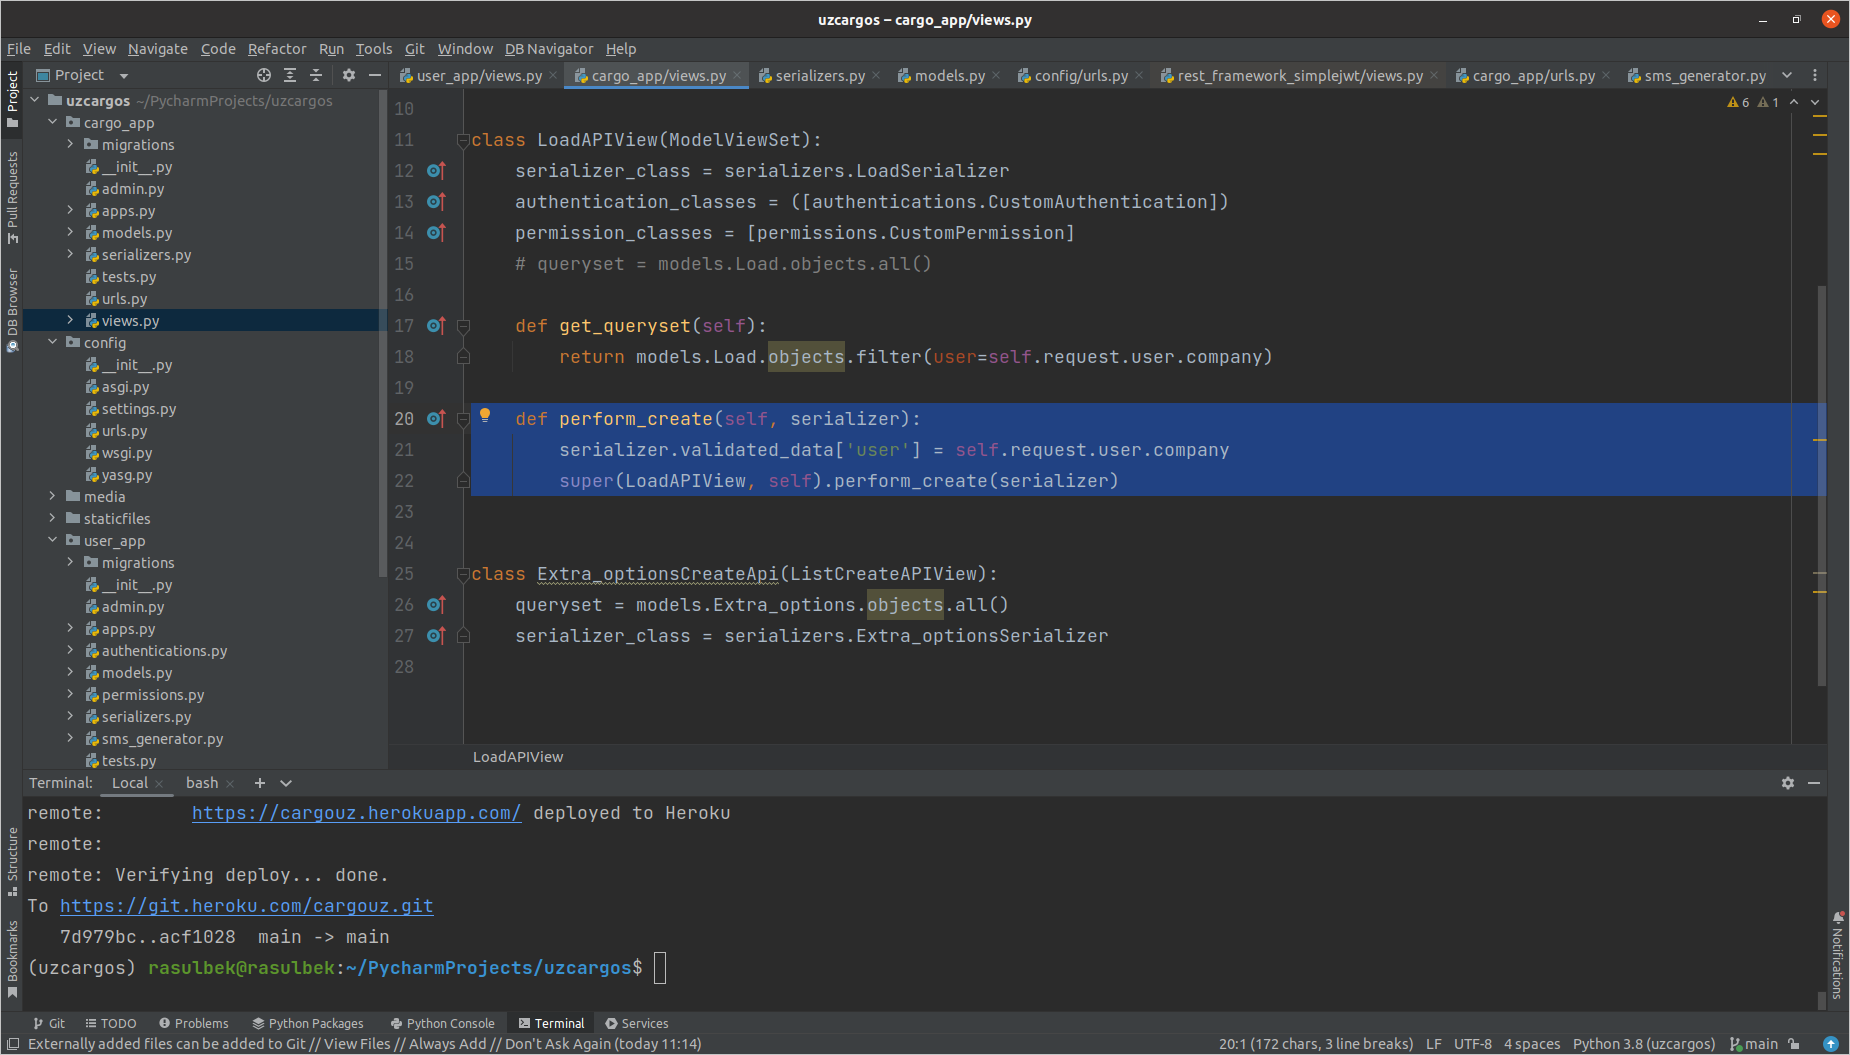 uzcargos – cargo_app/views.py
File Edit View Navigate Code Refactor Run Tools Git Window DB Navigator Help
Project
user_app/views.py cargo_app/views.py serializers.py models.py config/urls.py rest_framework_simplejwt/views.py cargo_app/urls.py sms_generator.py
Project
Pull Requests
DB Browser
Structure
Bookmarks
uzcargos ~/PycharmProjects/uzcargos
cargo_app
migrations
__init__.py
admin.py
apps.py
models.py
serializers.py
tests.py
urls.py
views.py
config
__init__.py
asgi.py
settings.py
urls.py
wsgi.py
yasg.py
media
staticfiles
user_app
migrations
__init__.py
admin.py
apps.py
authentications.py
models.py
permissions.py
serializers.py
sms_generator.py
tests.py
6 1
10
11 class LoadAPIView(ModelViewSet):
12 serializer_class = serializers.LoadSerializer
13 authentication_classes = ([authentications.CustomAuthentication])
14 permission_classes = [permissions.CustomPermission]
15 # queryset = models.Load.objects.all()
16
17 def get_queryset(self):
18 return models.Load.objects.filter(user=self.request.user.company)
19
20 def perform_create(self, serializer):
21 serializer.validated_data['user'] = self.request.user.company
22 super(LoadAPIView, self).perform_create(serializer)
23
24
25 class Extra_optionsCreateApi(ListCreateAPIView):
26 queryset = models.Extra_options.objects.all()
27 serializer_class = serializers.Extra_optionsSerializer
28
LoadAPIView
Terminal: Local bash
remote: https://cargouz.herokuapp.com/ deployed to Heroku
remote:
remote: Verifying deploy... done.
To https://git.heroku.com/cargouz.git
7d979bc..acf1028 main -> main
(uzcargos) rasulbek@rasulbek:~/PycharmProjects/uzcargos$
Notifications
Git TODO Problems Python Packages Python Console Terminal Services
Externally added files can be added to Git // View Files // Always Add // Don't Ask Again (today 11:14) 20:1 (172 chars, 3 line breaks) LF UTF-8 4 spaces Python 3.8 (uzcargos) main